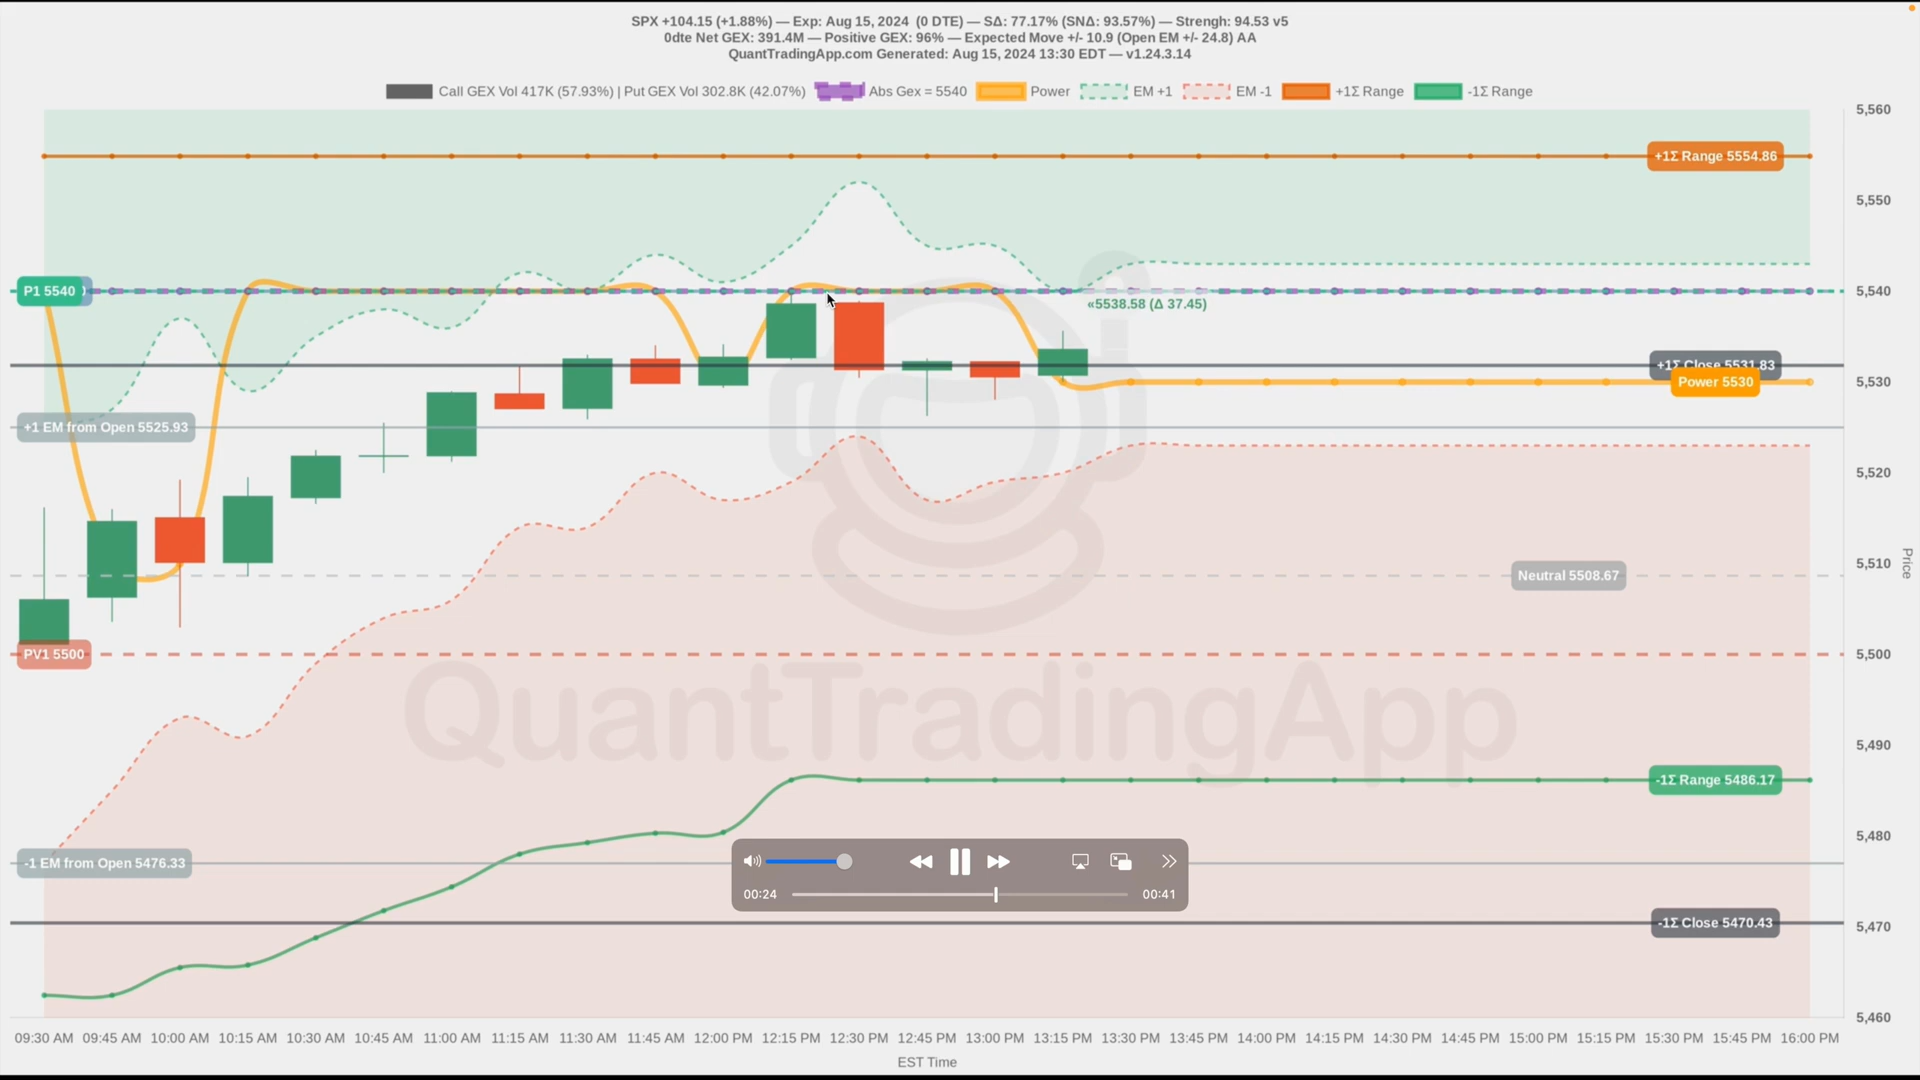 SPX +104.15 (+1.88%) — Exp: Aug 15, 2024 (0 DTE) — SΔ: 77.17% (SNΔ: 93.57%) — Strengh: 94.53 v5
0dte Net GEX: 391.4M — Positive GEX: 96% — Expected Move +/- 10.9 (Open EM +/- 24.8) AA
QuantTradingApp.com Generated: Aug 15, 2024 13:30 EDT — v1.24.3.14
Call GEX Vol 417K (57.93%) | Put GEX Vol 302.8K (42.07%) Abs Gex = 5540 Power EM +1 EM -1 +1Σ Range -1Σ Range
5,560
+1Σ Range 5554.86
5,550
P1 5540
5,540
«5538.58 (Δ 37.45)
+1Σ Close 5531.83
Power 5530
5,530
+1 EM from Open 5525.93
5,520
5,510
Neutral 5508.67
Price
PV1 5500
5,500
QuantTradingApp
5,490
-1Σ Range 5486.17
5,480
-1 EM from Open 5476.33
00:24 00:41
-1Σ Close 5470.43
5,470
5,460
09:30 AM 09:45 AM 10:00 AM 10:15 AM 10:30 AM 10:45 AM 11:00 AM 11:15 AM 11:30 AM 11:45 AM 12:00 PM 12:15 PM 12:30 PM 12:45 PM 13:00 PM 13:15 PM 13:30 PM 13:45 PM 14:00 PM 14:15 PM 14:30 PM 14:45 PM 15:00 PM 15:15 PM 15:30 PM 15:45 PM 16:00 PM
EST Time